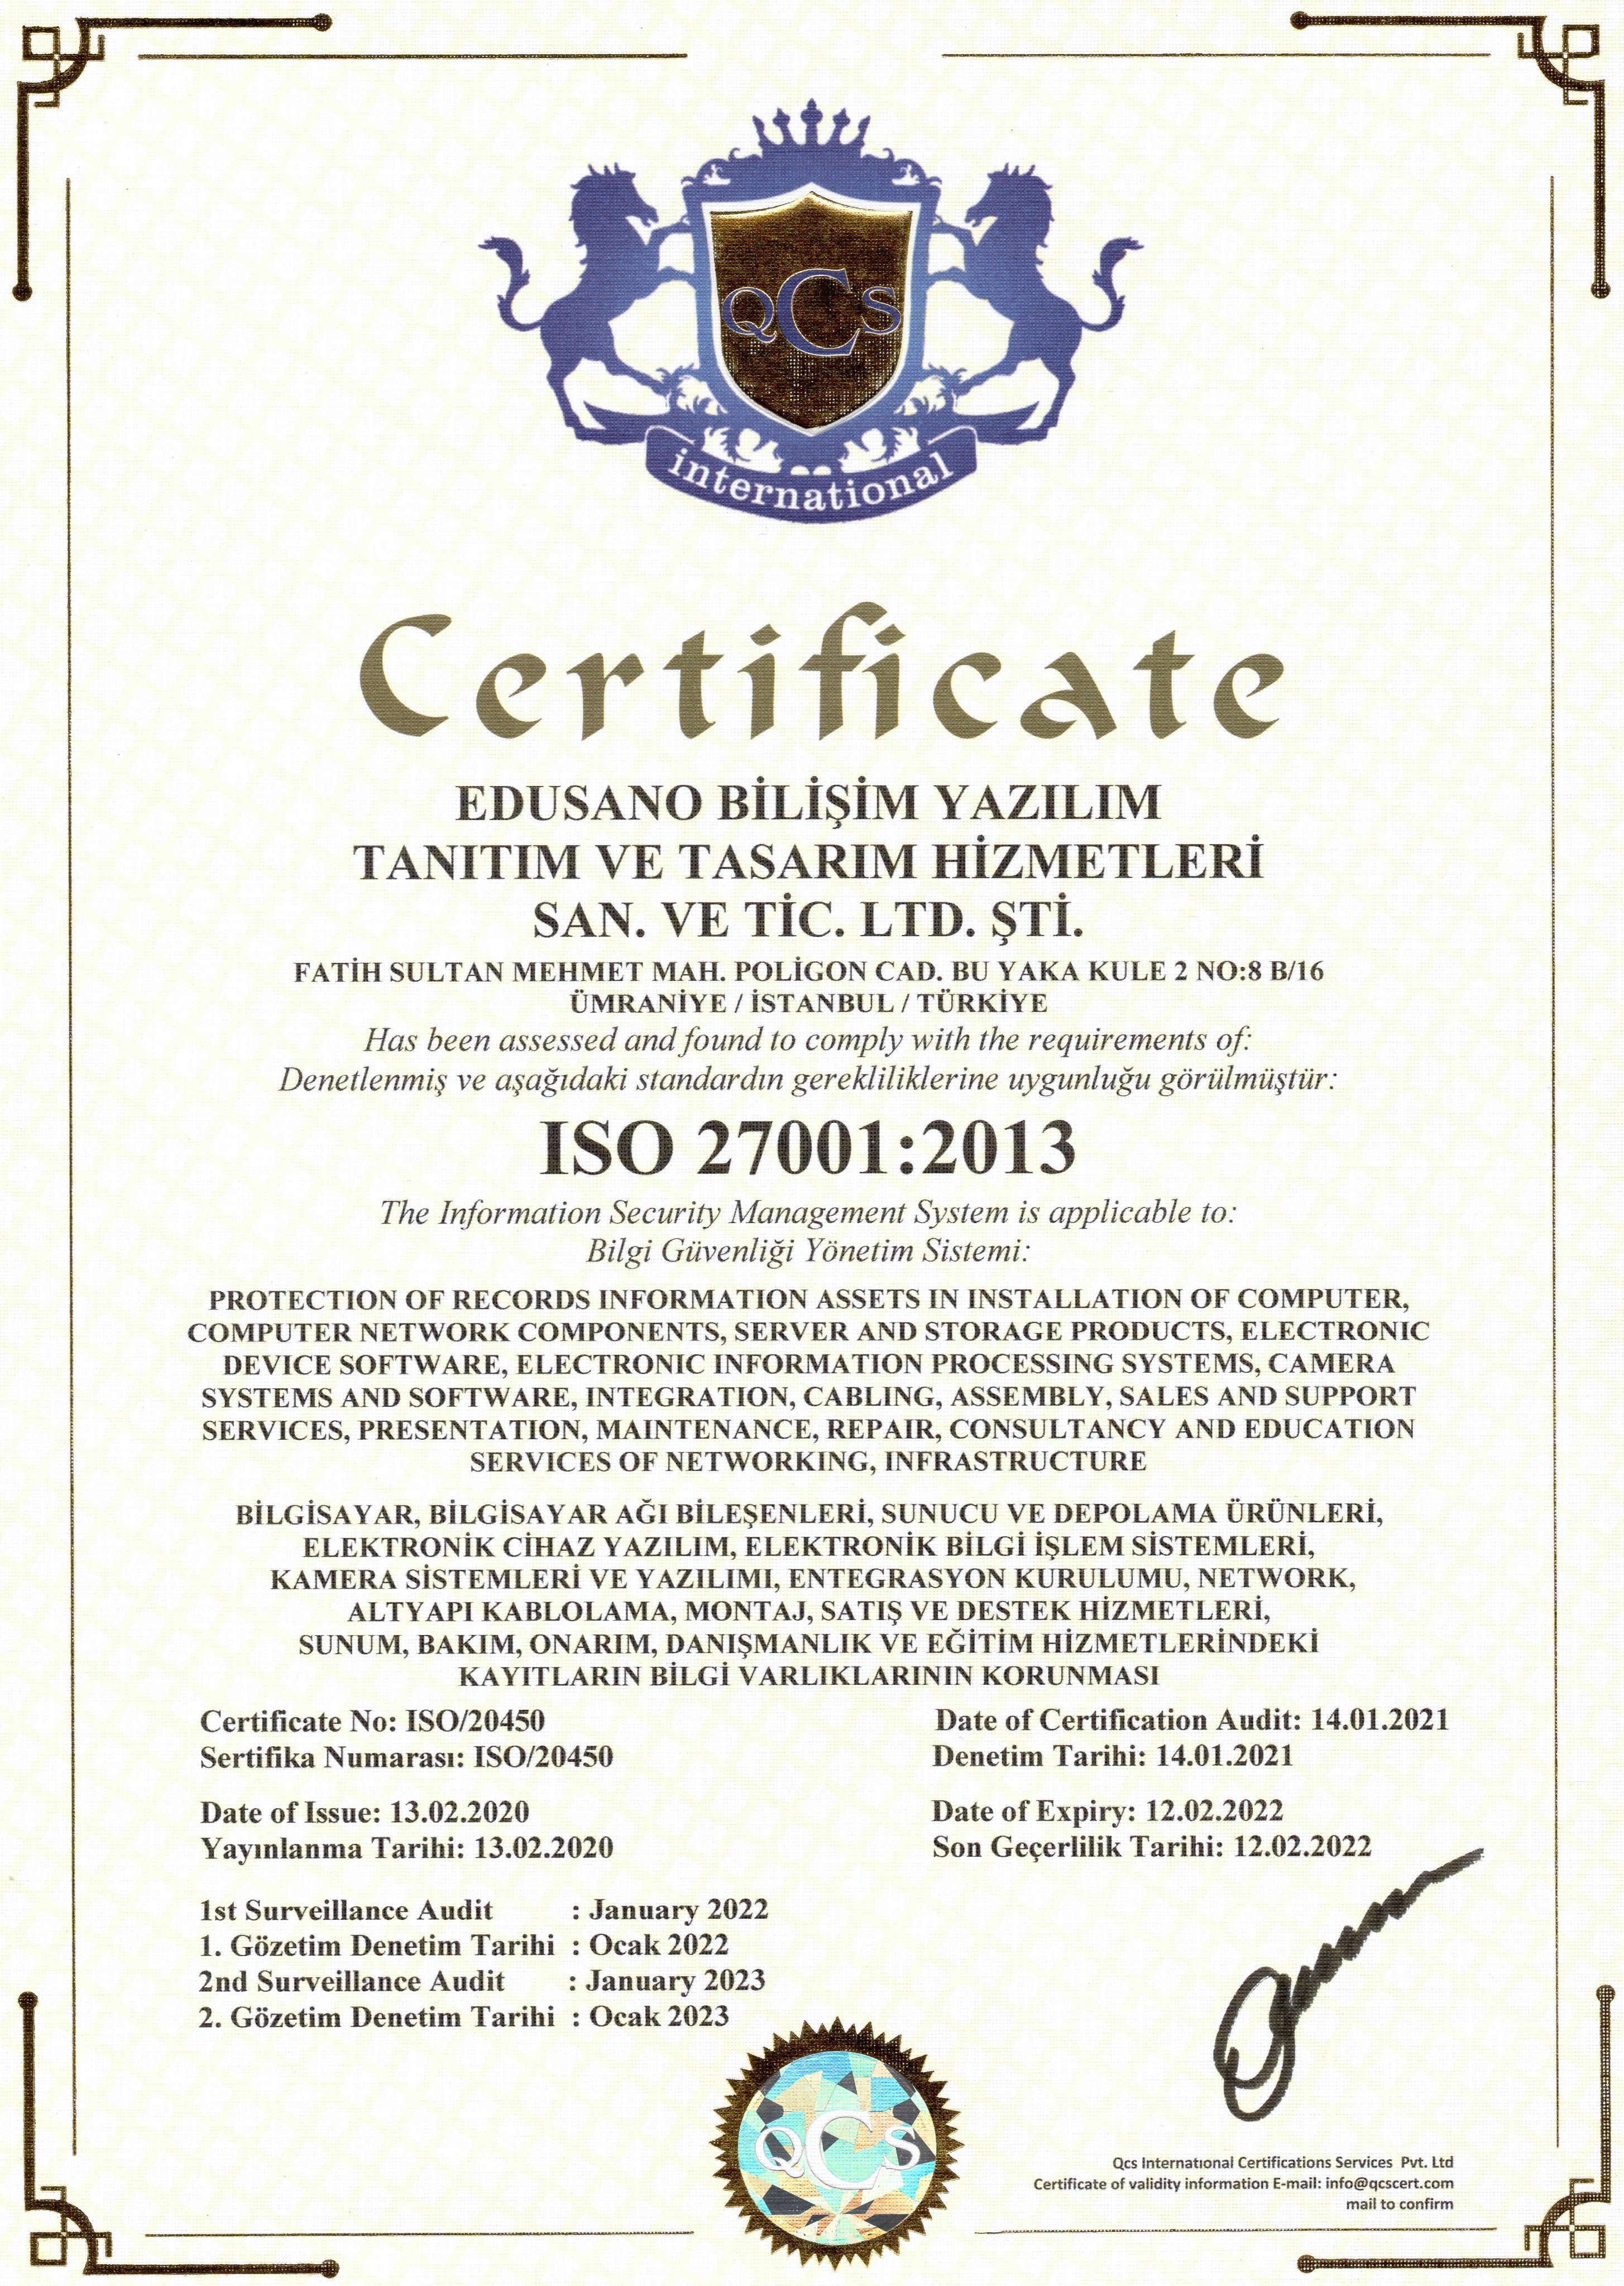 QCS
international
Certificate
EDUSANO BİLİŞİM YAZILIM
TANITIM VE TASARIM HİZMETLERİ
SAN. VE TİC. LTD. ŞTİ.
FATİH SULTAN MEHMET MAH. POLİGON CAD. BU YAKA KULE 2 NO:8 B/16
ÜMRANİYE / İSTANBUL / TÜRKİYE
Has been assessed and found to comply with the requirements of:
Denetlenmiş ve aşağıdaki standardın gerekliliklerine uygunluğu görülmüştür:
ISO 27001:2013
The Information Security Management System is applicable to:
Bilgi Güvenliği Yönetim Sistemi:
PROTECTION OF RECORDS INFORMATION ASSETS IN INSTALLATION OF COMPUTER,
COMPUTER NETWORK COMPONENTS, SERVER AND STORAGE PRODUCTS, ELECTRONIC
DEVICE SOFTWARE, ELECTRONIC INFORMATION PROCESSING SYSTEMS, CAMERA
SYSTEMS AND SOFTWARE, INTEGRATION, CABLING, ASSEMBLY, SALES AND SUPPORT
SERVICES, PRESENTATION, MAINTENANCE, REPAIR, CONSULTANCY AND EDUCATION
SERVICES OF NETWORKING, INFRASTRUCTURE
BİLGİSAYAR, BİLGİSAYAR AĞI BİLEŞENLERİ, SUNUCU VE DEPOLAMA ÜRÜNLERİ,
ELEKTRONİK CİHAZ YAZILIM, ELEKTRONİK BİLGİ İŞLEM SİSTEMLERİ,
KAMERA SİSTEMLERİ VE YAZILIMI, ENTEGRASYON KURULUMU, NETWORK,
ALTYAPI KABLOLAMA, MONTAJ, SATIŞ VE DESTEK HİZMETLERİ,
SUNUM, BAKIM, ONARIM, DANIŞMANLIK VE EĞİTİM HİZMETLERİNDEKİ
KAYITLARIN BİLGİ VARLIKLARININ KORUNMASI
Certificate No: ISO/20450
Sertifika Numarası: ISO/20450
Date of Certification Audit: 14.01.2021
Denetim Tarihi: 14.01.2021
Date of Issue: 13.02.2020
Yayınlanma Tarihi: 13.02.2020
Date of Expiry: 12.02.2022
Son Geçerlilik Tarihi: 12.02.2022
1st Surveillance Audit : January 2022
1. Gözetim Denetim Tarihi : Ocak 2022
2nd Surveillance Audit : January 2023
2. Gözetim Denetim Tarihi : Ocak 2023
QCS
Qcs Internatıonal Certifications Services Pvt. Ltd
Certificate of validity information E-mail: info@qcscert.com
mail to confirm